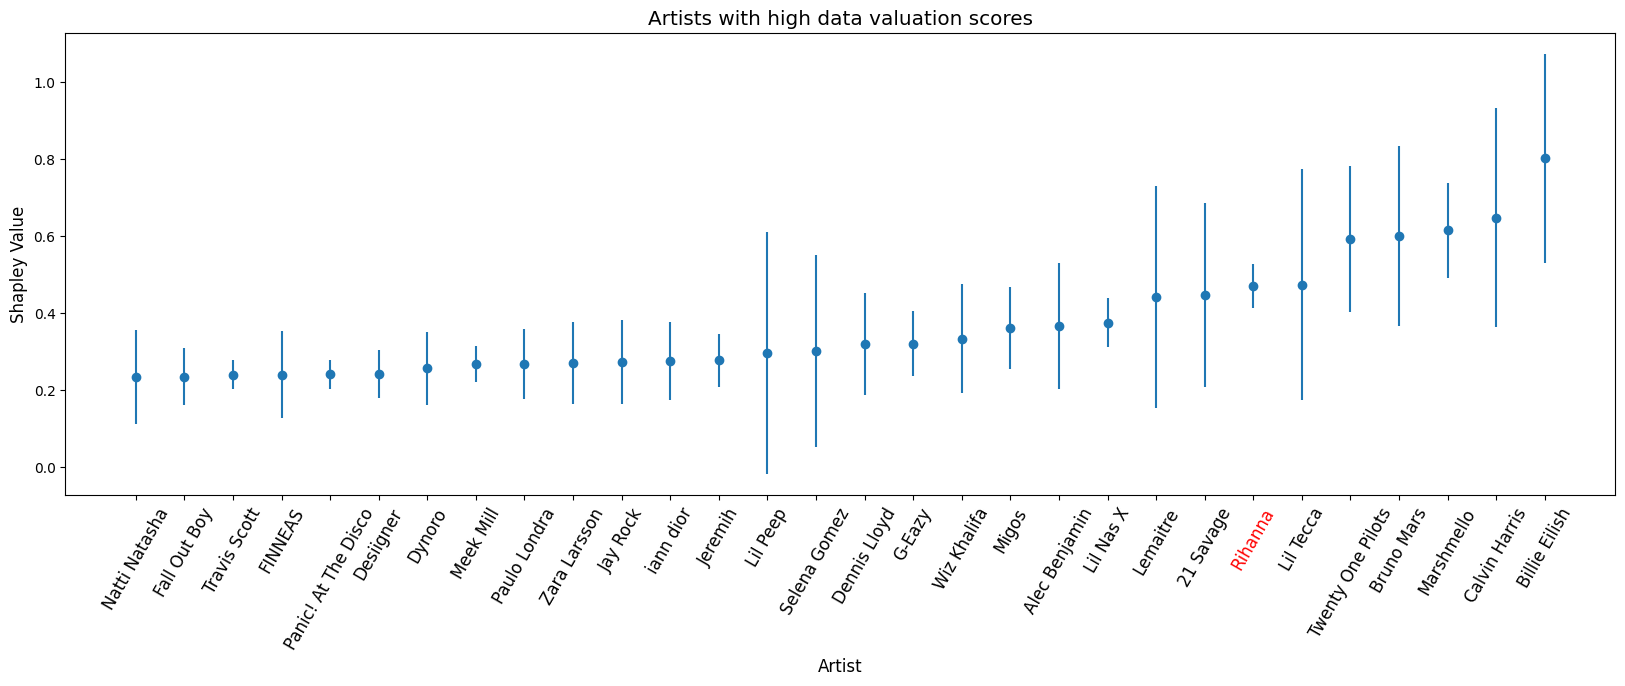 Artists with high data valuation scores
Shapley Value
1.0
0.8
0.6
0.4
0.2
0.0
Natti Natasha
Fall Out Boy
Travis Scott
FINNEAS
Panic! At The Disco
Desiigner
Dynoro
Meek Mill
Paulo Londra
Zara Larsson
Jay Rock
iann dior
Jeremih
Lil Peep
Selena Gomez
Dennis Lloyd
G-Eazy
Wiz Khalifa
Migos
Alec Benjamin
Lil Nas X
Lemaitre
21 Savage
Rihanna
Lil Tecca
Twenty One Pilots
Bruno Mars
Marshmello
Calvin Harris
Billie Eilish
Artist